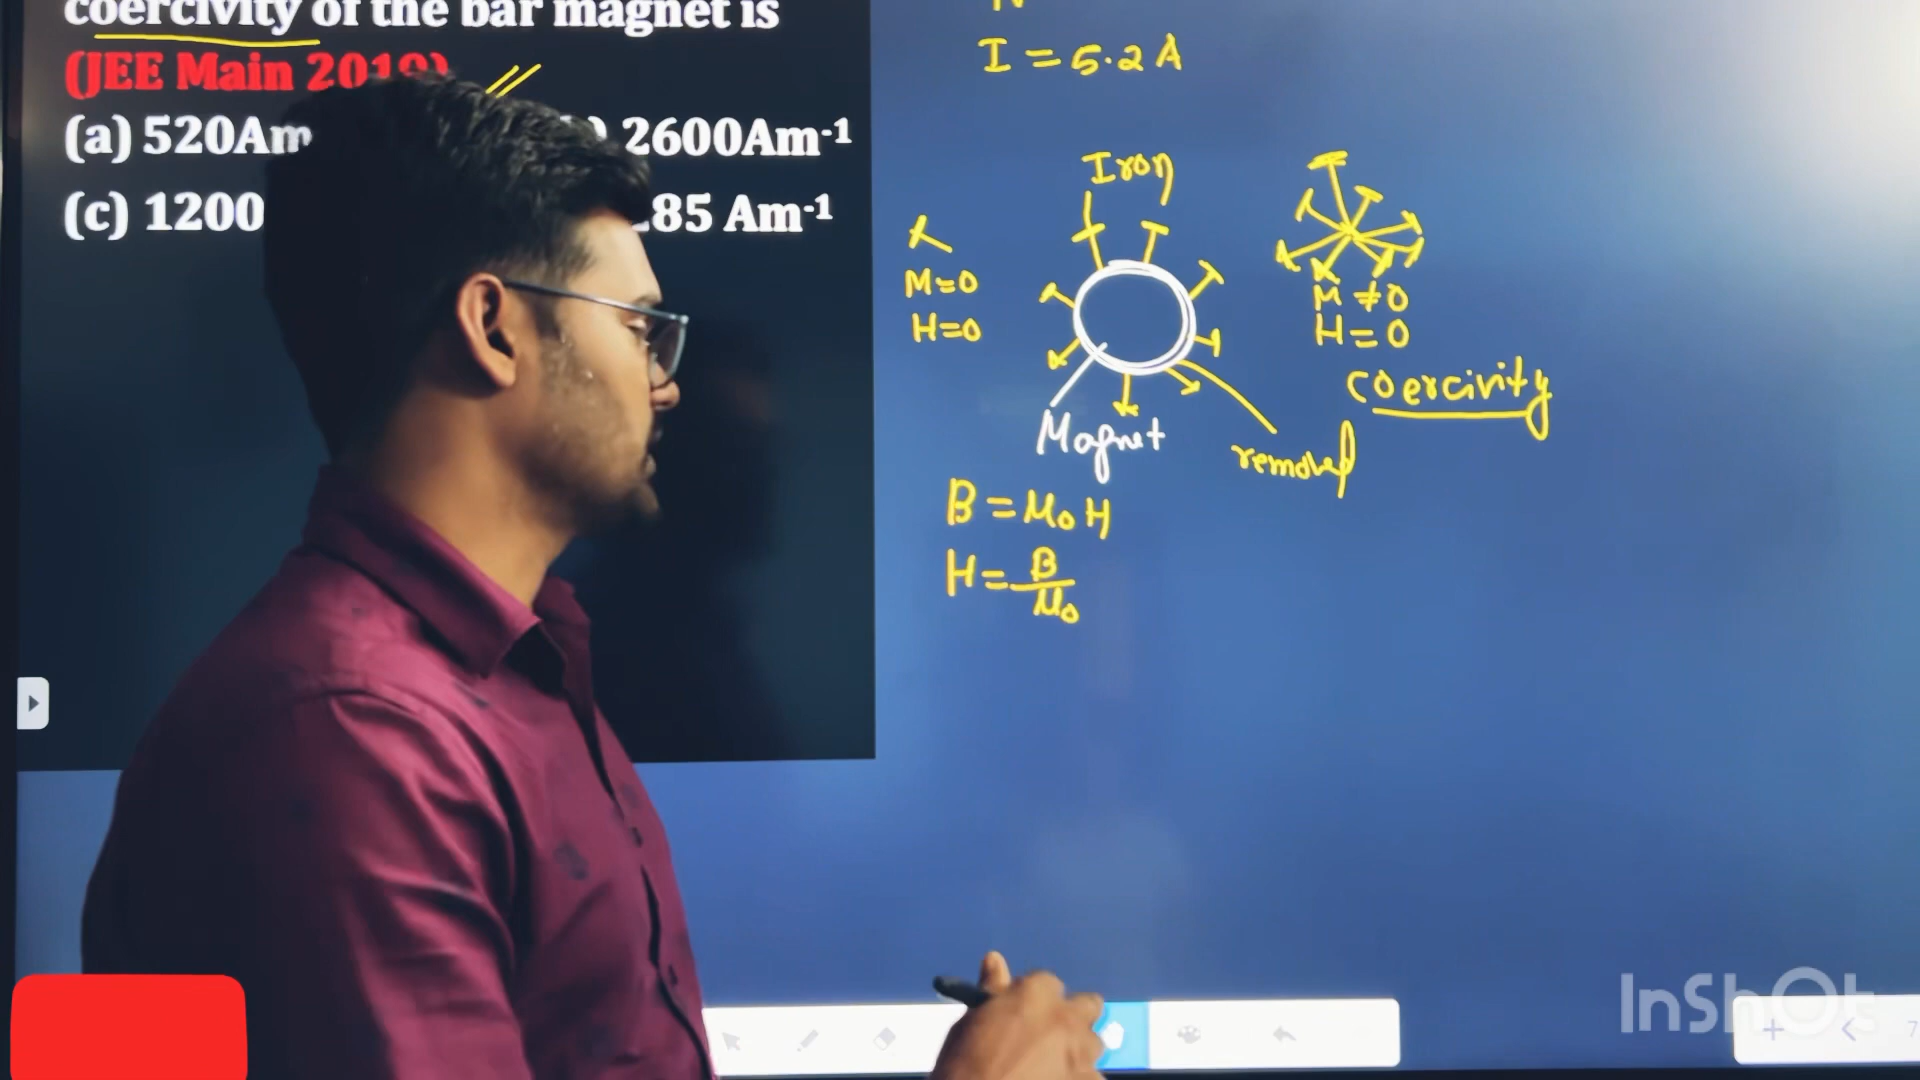 coercivity of the bar magnet is
(JEE Main 2019)
(a) 520Am
2600Am-1
(c) 1200
285 Am-1
I = 5.2 A
Iron
M=0
H=0
M ≠ 0
H = 0
coercivity
Magnet
removed
B = μ₀ H
H = B/μ₀
InShOt